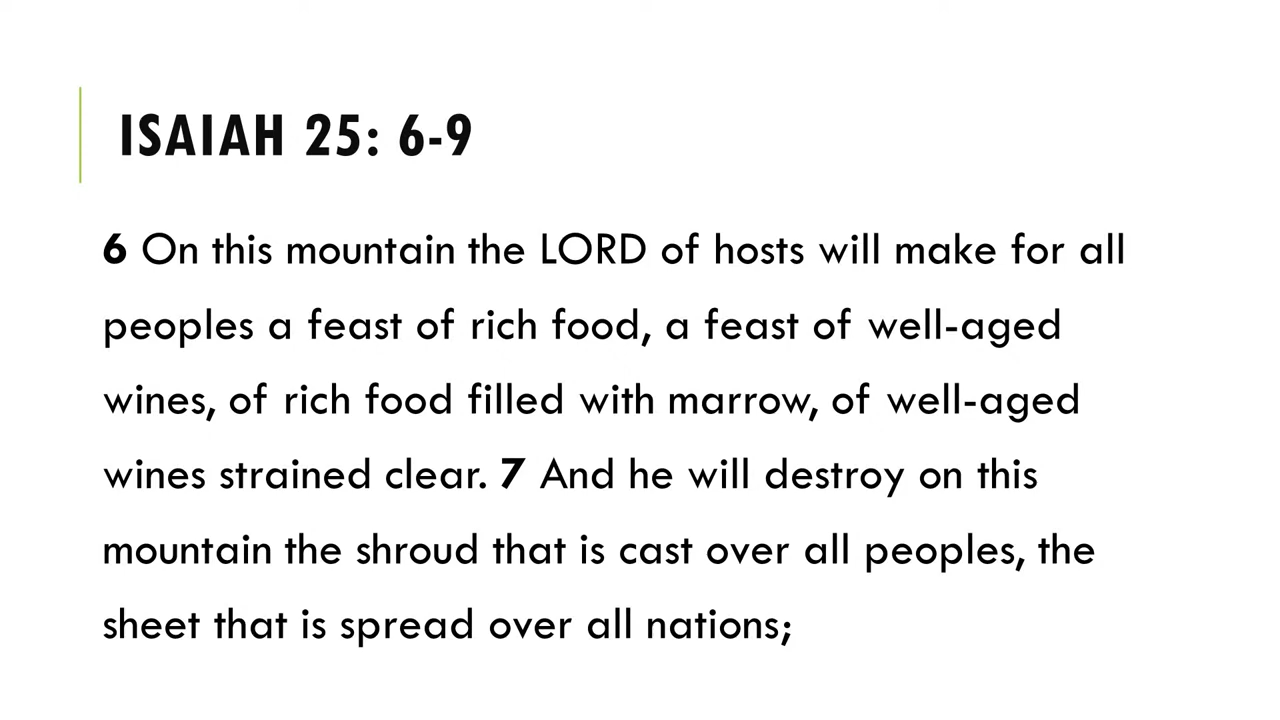 ISAIAH 25: 6-9
6 On this mountain the LORD of hosts will make for all
peoples a feast of rich food, a feast of well-aged
wines, of rich food filled with marrow, of well-aged
wines strained clear. 7 And he will destroy on this
mountain the shroud that is cast over all peoples, the
sheet that is spread over all nations;